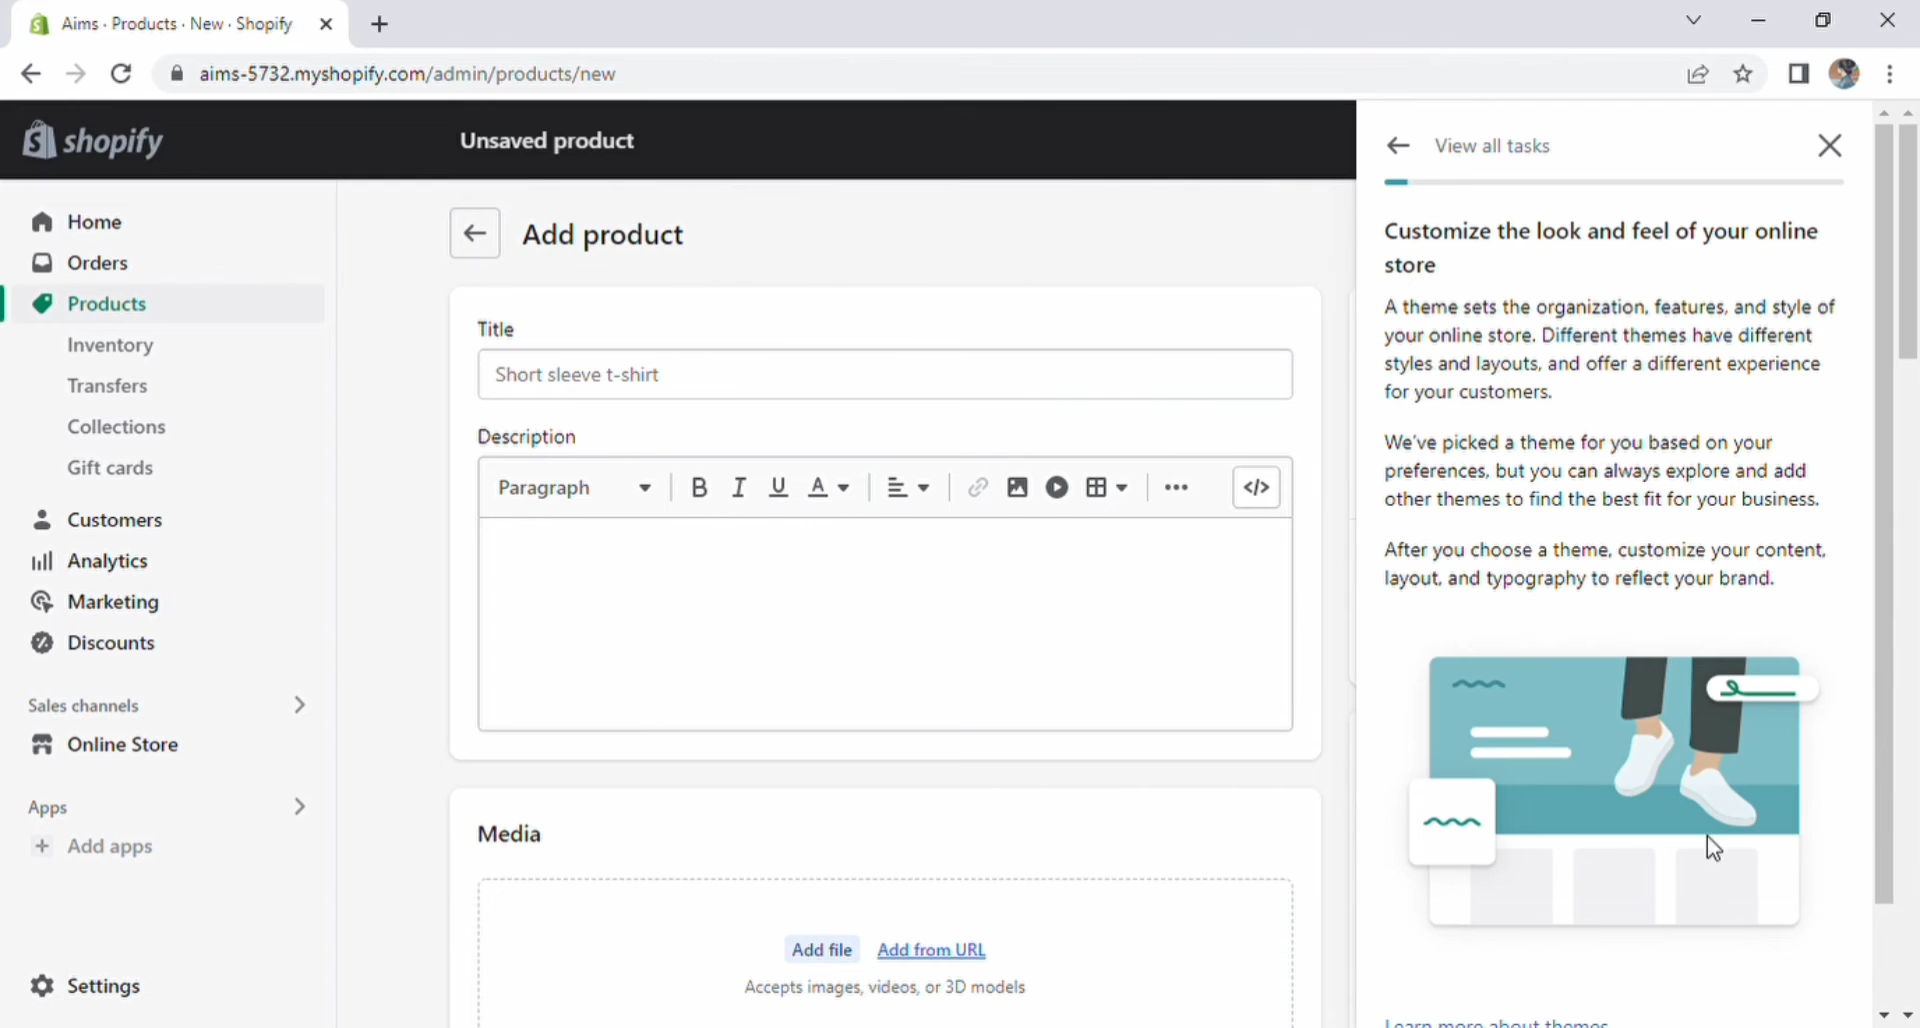 Aims · Products · New · Shopify
aims-5732.myshopify.com/admin/products/new
shopify
Unsaved product
Home
Orders
Products
Inventory
Transfers
Collections
Gift cards
Customers
Analytics
Marketing
Discounts
Sales channels
Online Store
Apps
Add apps
Settings
Add product
Title
Short sleeve t-shirt
Description
Paragraph
B I U A
</>
Media
Add file Add from URL
Accepts images, videos, or 3D models
View all tasks
Customize the look and feel of your online
store
A theme sets the organization, features, and style of
your online store. Different themes have different
styles and layouts, and offer a different experience
for your customers.
We've picked a theme for you based on your
preferences, but you can always explore and add
other themes to find the best fit for your business.
After you choose a theme, customize your content,
layout, and typography to reflect your brand.
Learn more about themes